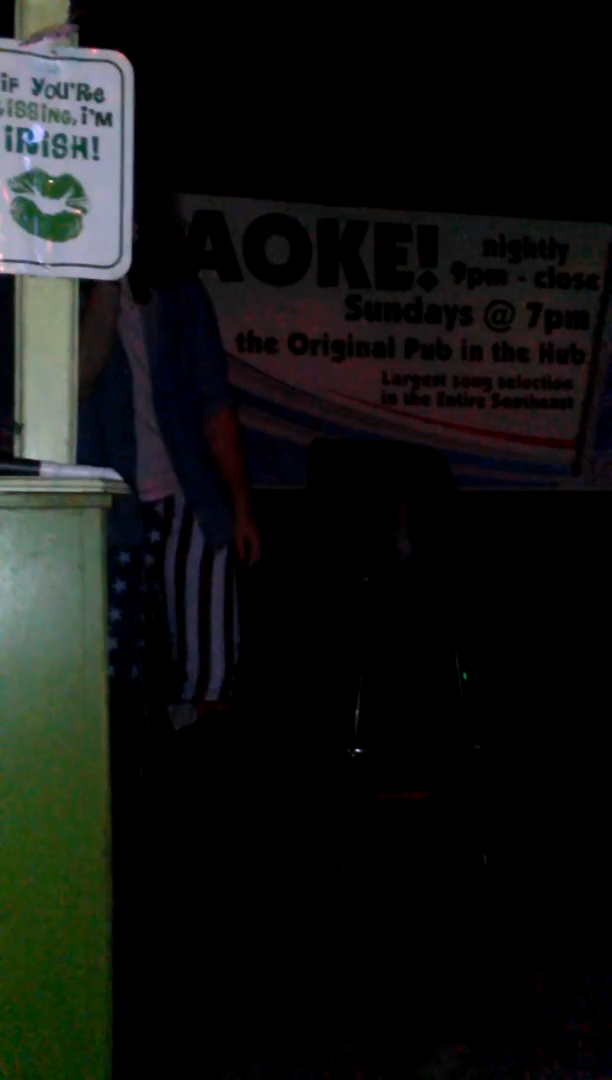 iF YOU'Re
iSSiNG, i'M
iRiSH!
AOKE!
nightly
9pm - close
Sundays @ 7pm
the Original Pub in the Hub
Largest song selection
in the Entire Southeast